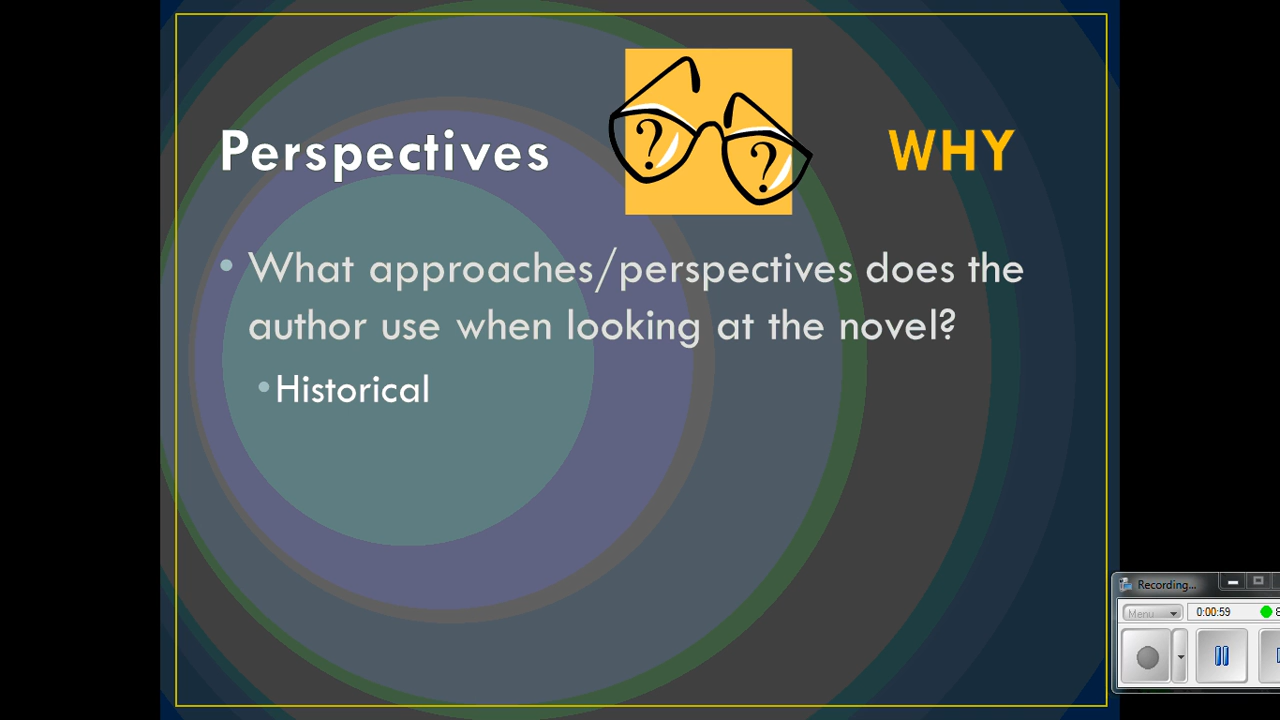 Perspectives
? ?
WHY
• What approaches/perspectives does the
author use when looking at the novel?
• Historical
Recording...
Menu
0:00:59
8